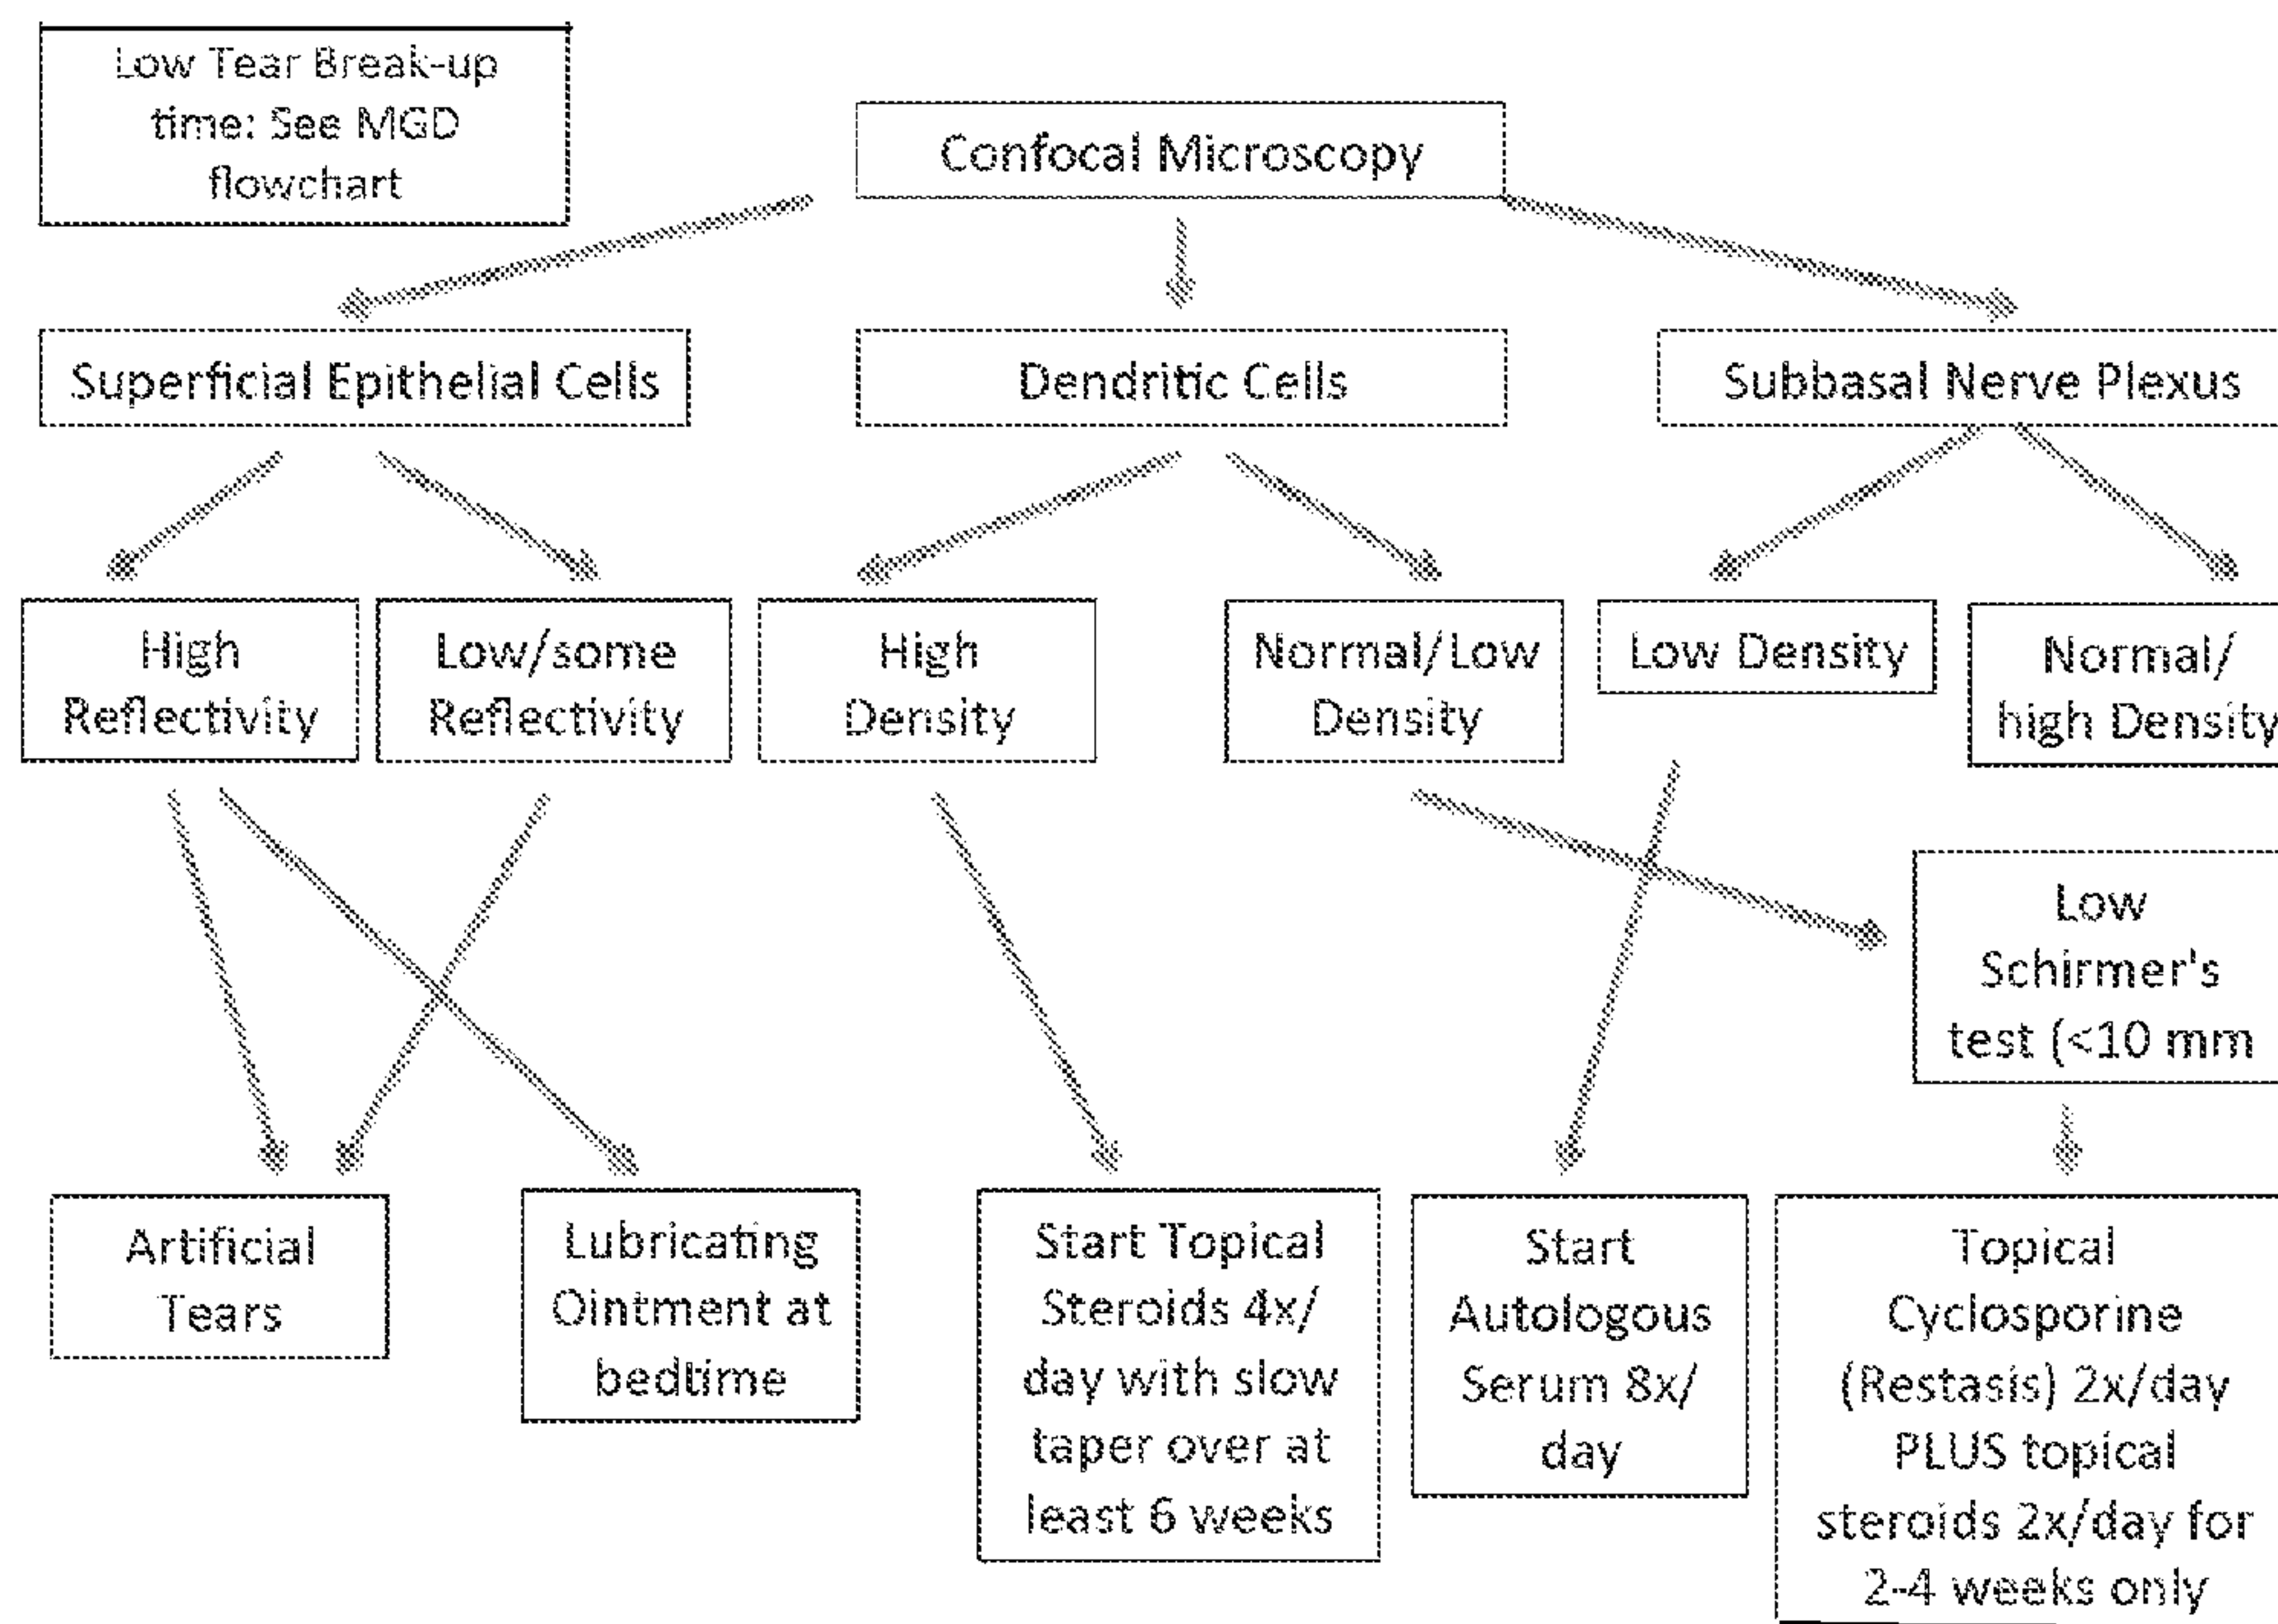 Low Tear Break-up
time: See MGD
flowchart
Confocal Microscopy
Superficial Epithelial Cells
Dendritic Cells
Subbasal Nerve Plexus
High
Reflectivity
Low/some
Reflectivity
High
Density
Normal/Low
Density
Low Density
Normal/
high Density
Low
Schirmer's
test (<10 mm
Artificial
Tears
Lubricating
Ointment at
bedtime
Start Topical
Steroids 4x/
day with slow
taper over at
least 6 weeks
Start
Autologous
Serum 8x/
day
Topical
Cyclosporine
(Restasis) 2x/day
PLUS topical
steroids 2x/day for
2-4 weeks only